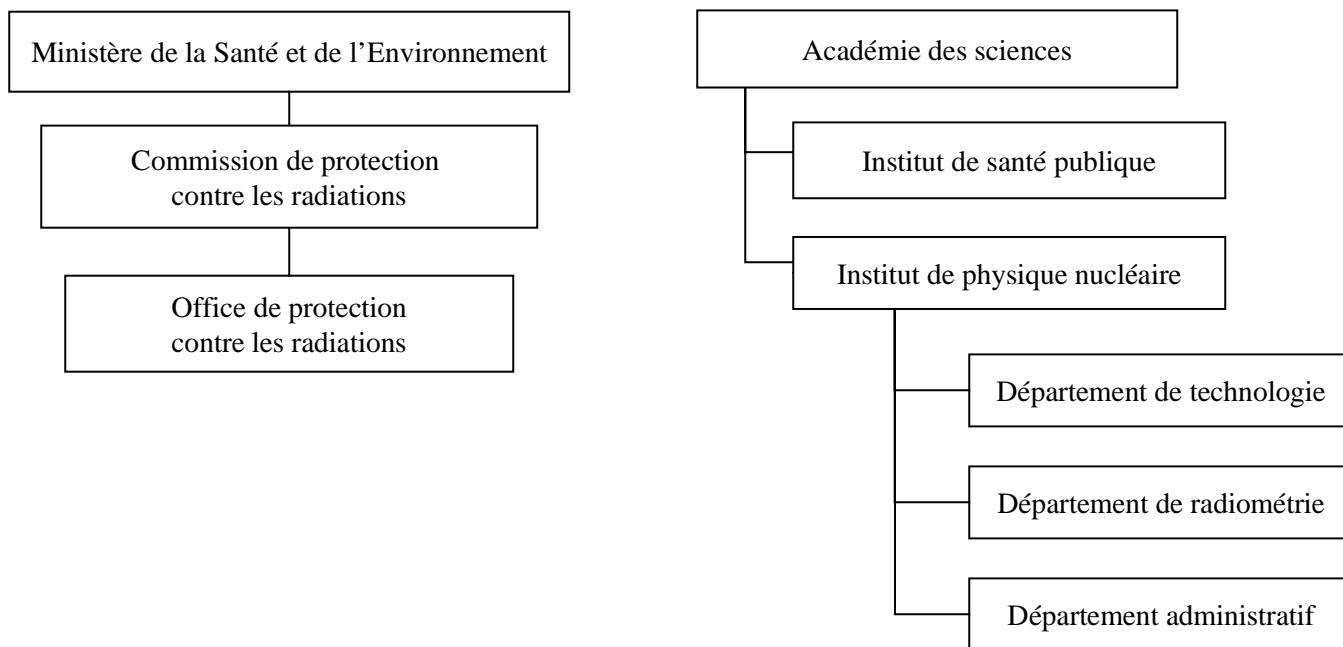 Ministère de la Santé et de l’Environnement
Commission de protection
contre les radiations
Office de protection
contre les radiations
Académie des sciences
Institut de santé publique
Institut de physique nucléaire
Département de technologie
Département de radiométrie
Département administratif